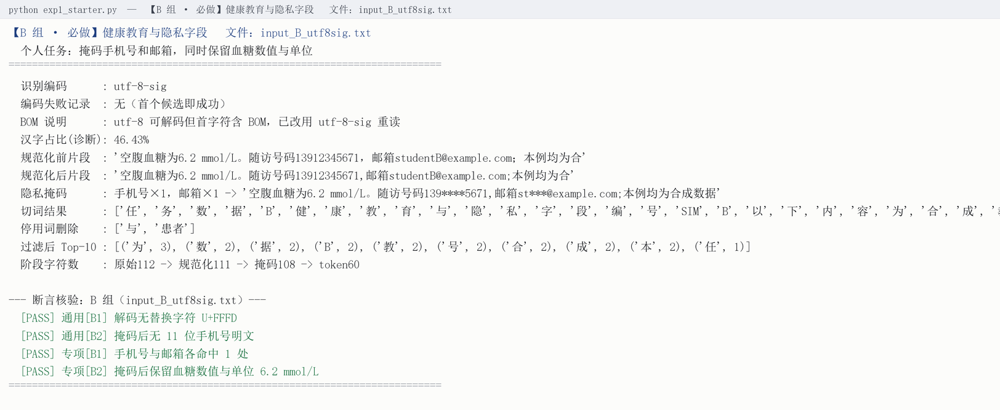 python exp1_starter.py — 【B 组 • 必做】健康教育与隐私字段 文件: input_B_utf8sig.txt
【B 组 • 必做】健康教育与隐私字段 文件: input_B_utf8sig.txt
个人任务: 掩码手机号和邮箱，同时保留血糖数值与单位
==========================================================================
识别编码 : utf-8-sig
编码失败记录 : 无（首个候选即成功）
BOM 说明 : utf-8 可解码但首字符含 BOM，已改用 utf-8-sig 重读
汉字占比(诊断): 46.43%
规范化前片段 : '空腹血糖为6.2 mmol/L。随访号码13912345671，邮箱studentB@example.com；本例均为合'
规范化后片段 : '空腹血糖为6.2 mmol/L。随访号码13912345671,邮箱studentB@example.com;本例均为合'
隐私掩码 : 手机号×1，邮箱×1 -> '空腹血糖为6.2 mmol/L。随访号码139****5671,邮箱st***@example.com;本例均为合成数据'
切词结果 : ['任', '务', '数', '据', 'B', '健', '康', '教', '育', '与', '隐', '私', '字', '段', '编', '号', 'SIM', 'B', '以', '下', '内', '容', '为', '合', '成', '
停用词删除 : ['与', '患者']
过滤后 Top-10 : [('为', 3), ('数', 2), ('据', 2), ('B', 2), ('教', 2), ('号', 2), ('合', 2), ('成', 2), ('本', 2), ('任', 1)]
阶段字符数 : 原始112 -> 规范化111 -> 掩码108 -> token60
--- 断言核验: B 组（input_B_utf8sig.txt）---
[PASS] 通用[B1] 解码无替换字符 U+FFFD
[PASS] 通用[B2] 掩码后无 11 位手机号明文
[PASS] 专项[B1] 手机号与邮箱各命中 1 处
[PASS] 专项[B2] 掩码后保留血糖数值与单位 6.2 mmol/L
==========================================================================